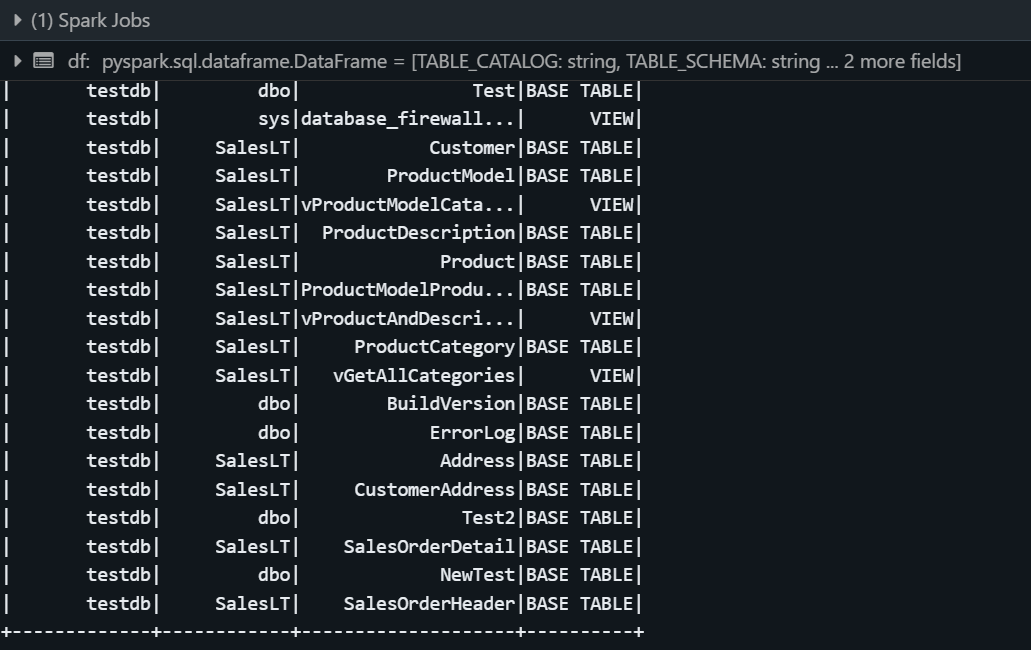 (1) Spark Jobs
df: pyspark.sql.dataframe.DataFrame = [TABLE_CATALOG: string, TABLE_SCHEMA: string ... 2 more fields]
|       testdb|         dbo|                Test|BASE TABLE|
|       testdb|         sys|database_firewall...|      VIEW|
|       testdb|     SalesLT|            Customer|BASE TABLE|
|       testdb|     SalesLT|        ProductModel|BASE TABLE|
|       testdb|     SalesLT|vProductModelCata...|      VIEW|
|       testdb|     SalesLT|  ProductDescription|BASE TABLE|
|       testdb|     SalesLT|             Product|BASE TABLE|
|       testdb|     SalesLT|ProductModelProdu...|BASE TABLE|
|       testdb|     SalesLT|vProductAndDescri...|      VIEW|
|       testdb|     SalesLT|     ProductCategory|BASE TABLE|
|       testdb|     SalesLT|   vGetAllCategories|      VIEW|
|       testdb|         dbo|        BuildVersion|BASE TABLE|
|       testdb|         dbo|            ErrorLog|BASE TABLE|
|       testdb|     SalesLT|             Address|BASE TABLE|
|       testdb|     SalesLT|     CustomerAddress|BASE TABLE|
|       testdb|         dbo|               Test2|BASE TABLE|
|       testdb|     SalesLT|    SalesOrderDetail|BASE TABLE|
|       testdb|         dbo|             NewTest|BASE TABLE|
|       testdb|     SalesLT|    SalesOrderHeader|BASE TABLE|
+-------------+------------+--------------------+----------+